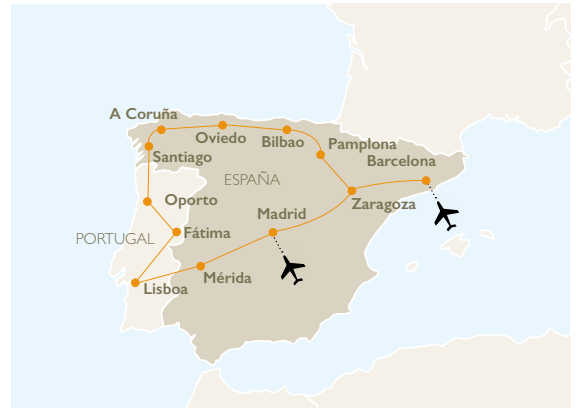 A Coruña
Oviedo
Bilbao
Pamplona
Santiago
Barcelona
ESPAÑA
Oporto
Zaragoza
Madrid
PORTUGAL
Fátima
Mérida
Lisboa